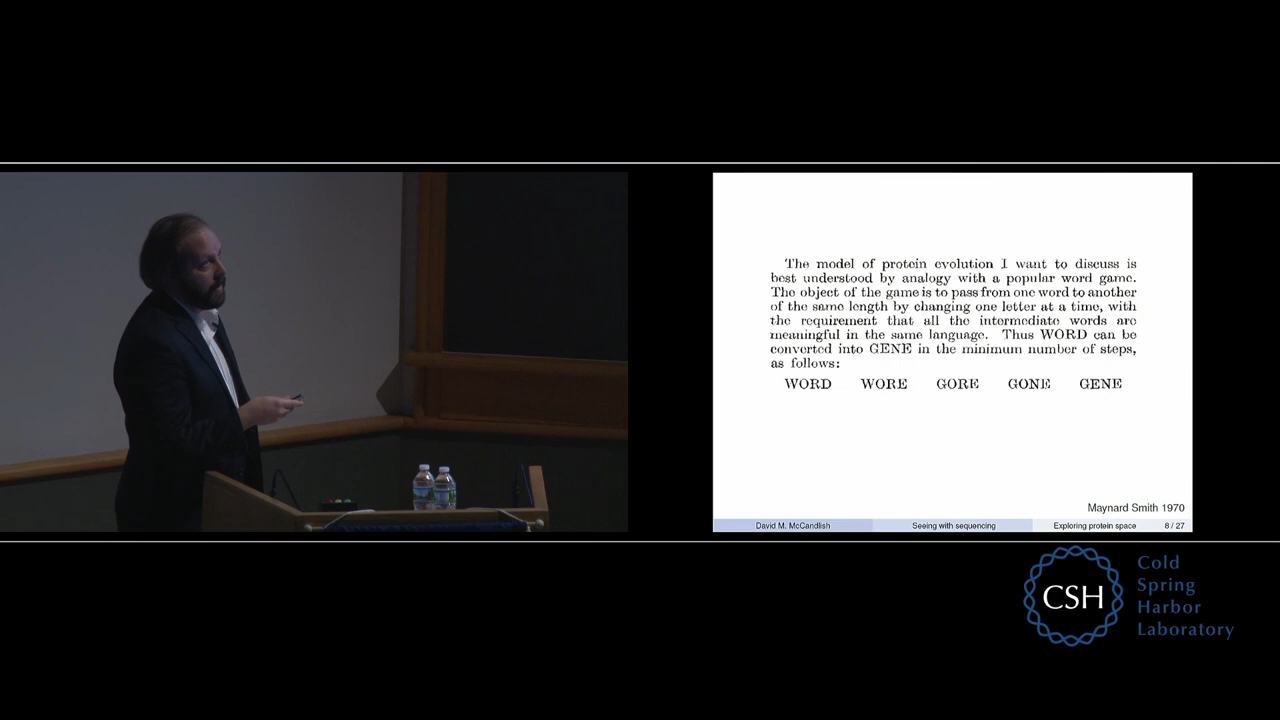 The model of protein evolution I want to discuss is
best understood by analogy with a popular word game.
The object of the game is to pass from one word to another
of the same length by changing one letter at a time, with
the requirement that all the intermediate words are
meaningful in the same language. Thus WORD can be
converted into GENE in the minimum number of steps,
as follows:
WORD WORE GORE GONE GENE
Maynard Smith 1970
David M. McCandlish Seeing with sequencing Exploring protein space 8 / 27
CSH
Cold
Spring
Harbor
Laboratory